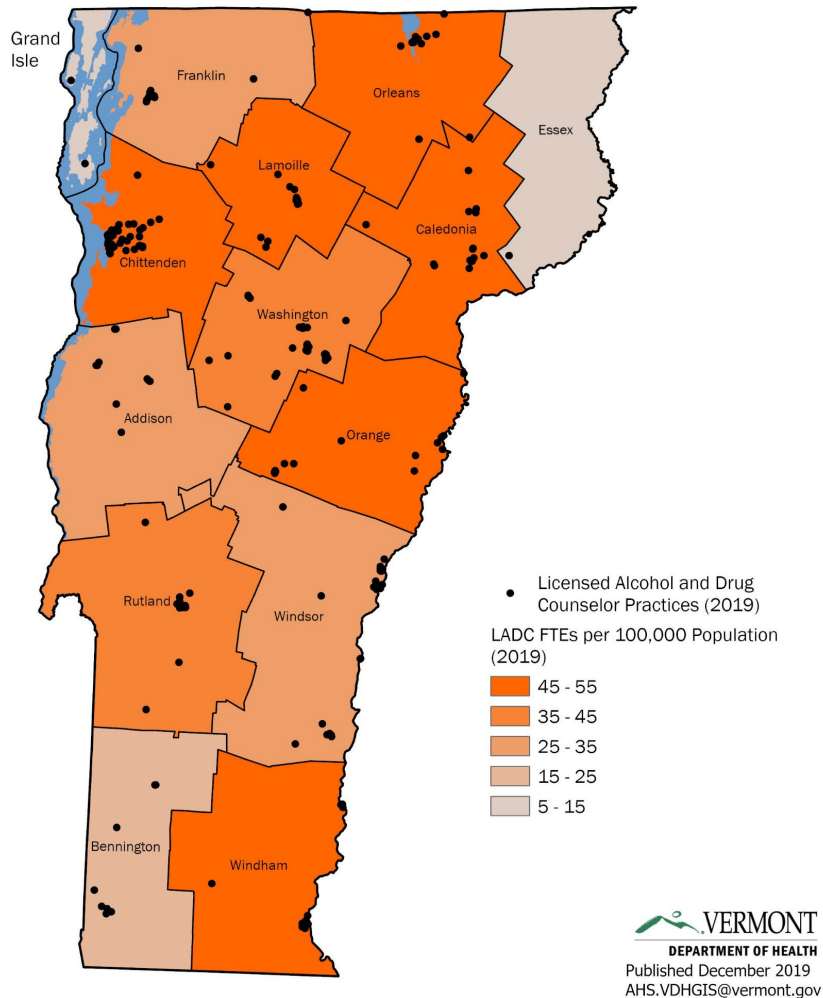 Grand
Isle
Franklin
Orleans
Essex
Lamoille
Caledonia
Chittenden
Washington
Addison
Orange
Rutland
Windsor
Bennington
Windham
Licensed Alcohol and Drug
Counselor Practices (2019)
LADC FTEs per 100,000 Population
(2019)
45 - 55
35 - 45
25 - 35
15 - 25
5 - 15
VERMONT
DEPARTMENT OF HEALTH
Published December 2019
AHS.VDHGIS@vermont.gov